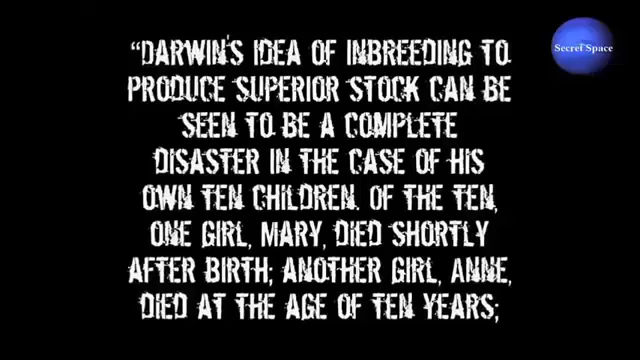 Secret Space
“DARWIN'S IDEA OF INBREEDING TO
PRODUCE SUPERIOR STOCK CAN BE
SEEN TO BE A COMPLETE
DISASTER IN THE CASE OF HIS
OWN TEN CHILDREN. OF THE TEN,
ONE GIRL, MARY, DIED SHORTLY
AFTER BIRTH; ANOTHER GIRL, ANNE,
DIED AT THE AGE OF TEN YEARS;